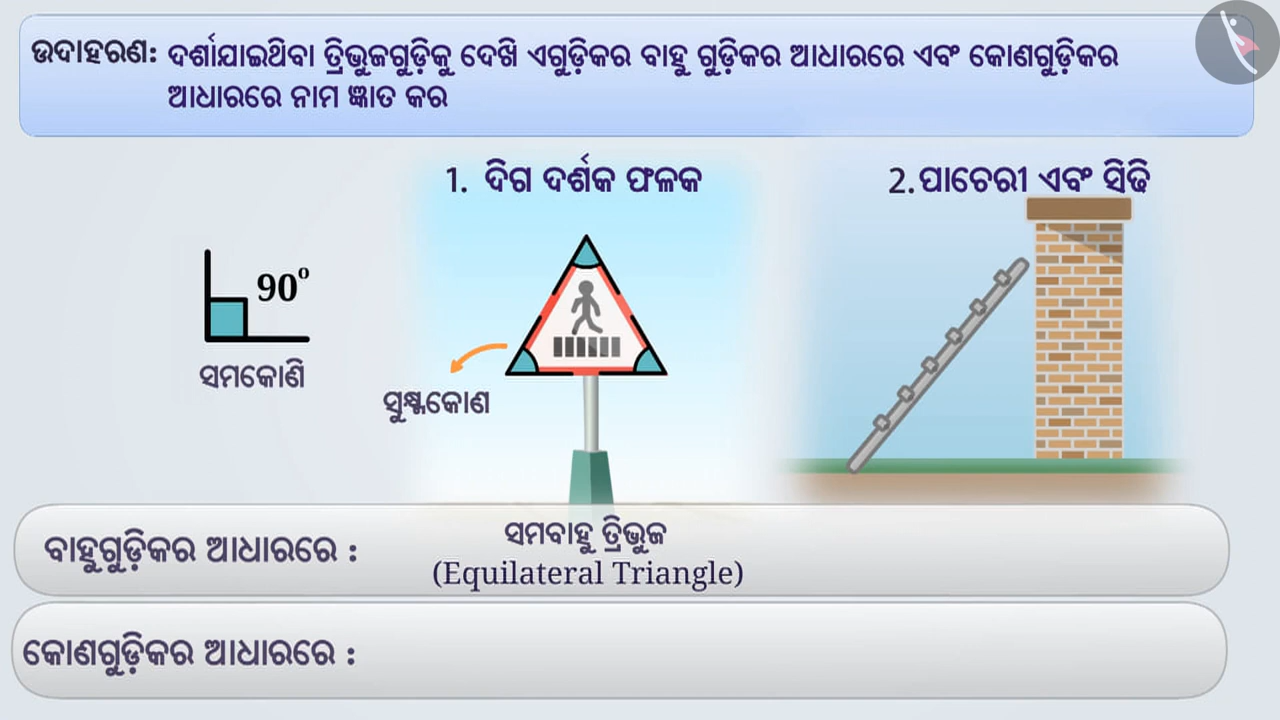 ଉଦାହରଣ: ଦର୍ଶାଯାଇଥିବା ତ୍ରିଭୁଜଗୁଡ଼ିକୁ ଦେଖି ଏଗୁଡ଼ିକର ବାହୁ ଗୁଡ଼ିକର ଆଧାରରେ ଏବଂ କୋଣଗୁଡ଼ିକର
ଆଧାରରେ ନାମ ଜ୍ଞାତ କର
1. ଦିଗ ଦର୍ଶକ ଫଳକ
2. ପାଚେରୀ ଏବଂ ସିଢି
90°
ସମକୋଣି
ସୁକ୍ଷ୍ମକୋଣ
ବାହୁଗୁଡ଼ିକର ଆଧାରରେ :
ସମବାହୁ ତ୍ରିଭୁଜ
(Equilateral Triangle)
କୋଣଗୁଡ଼ିକର ଆଧାରରେ :